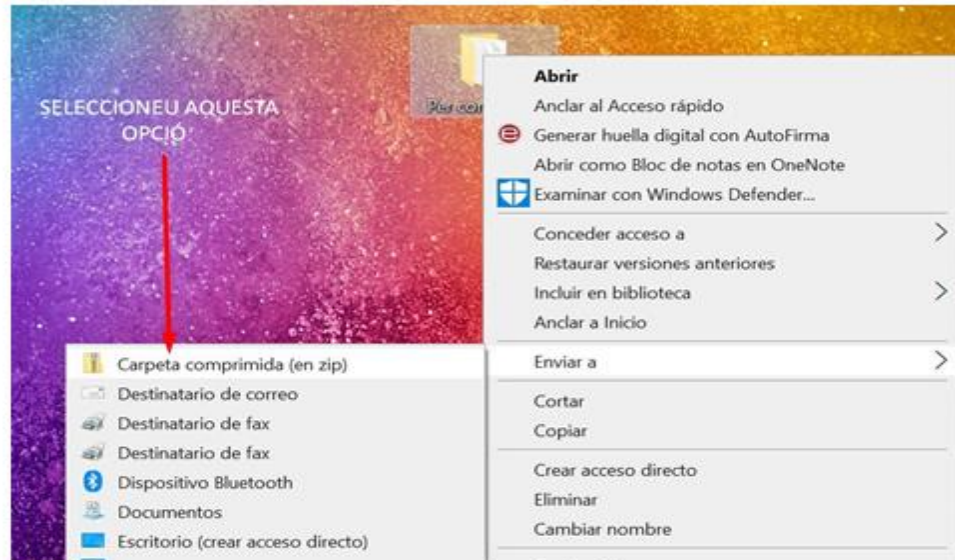 SELECCIONEU AQUESTA
OPCIÓ
Abrir
Anclar al Acceso rápido
Generar huella digital con AutoFirma
Abrir como Bloc de notas en OneNote
Examinar con Windows Defender...
Conceder acceso a
Restaurar versiones anteriores
Incluir en biblioteca
Anclar a Inicio
Enviar a
Cortar
Copiar
Crear acceso directo
Eliminar
Cambiar nombre
Carpeta comprimida (en zip)
Destinatario de correo
Destinatario de fax
Destinatario de fax
Dispositivo Bluetooth
Documentos
Escritorio (crear acceso directo)